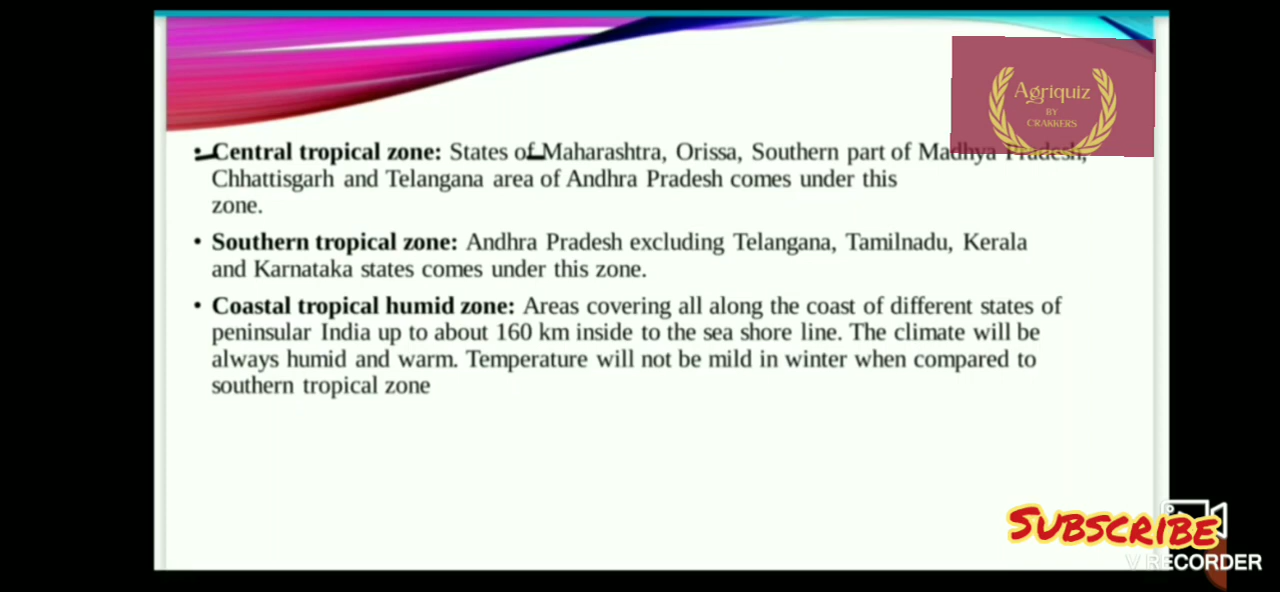 Agriquiz
BY
CRAKKERS
• Central tropical zone: States of Maharashtra, Orissa, Southern part of Madhya Pradesh,
Chhattisgarh and Telangana area of Andhra Pradesh comes under this
zone.
• Southern tropical zone: Andhra Pradesh excluding Telangana, Tamilnadu, Kerala
and Karnataka states comes under this zone.
• Coastal tropical humid zone: Areas covering all along the coast of different states of
peninsular India up to about 160 km inside to the sea shore line. The climate will be
always humid and warm. Temperature will not be mild in winter when compared to
southern tropical zone
SUBSCRIBE
V RECORDER